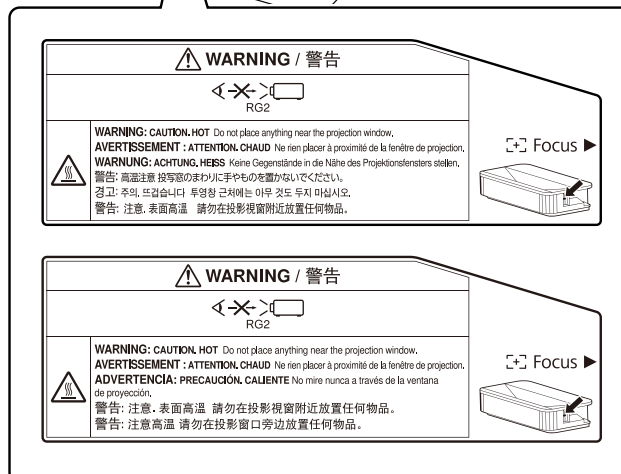 WARNING / 警告
RG2
WARNING: CAUTION. HOT Do not place anything near the projection window.
AVERTISSEMENT : ATTENTION. CHAUD Ne rien placer à proximité de la fenêtre de projection.
WARNUNG: ACHTUNG. HEISS Keine Gegenstände in die Nähe des Projektionsfensters stellen.
警告: 高温注意 投写窓のまわりに手やものを置かないでください。
경고: 주의. 뜨겁습니다 투영창 근처에는 아무 것도 두지 마십시오.
警告: 注意. 表面高溫 請勿在投影視窗附近放置任何物品。
Focus
WARNING / 警告
RG2
WARNING: CAUTION. HOT Do not place anything near the projection window.
AVERTISSEMENT : ATTENTION. CHAUD Ne rien placer à proximité de la fenêtre de projection.
ADVERTENCIA: PRECAUCIÓN. CALIENTE No mire nunca a través de la ventana
de proyección.
警告: 注意. 表面高溫 請勿在投影視窗附近放置任何物品。
警告: 注意高温 请勿在投影窗口旁边放置任何物品。
Focus